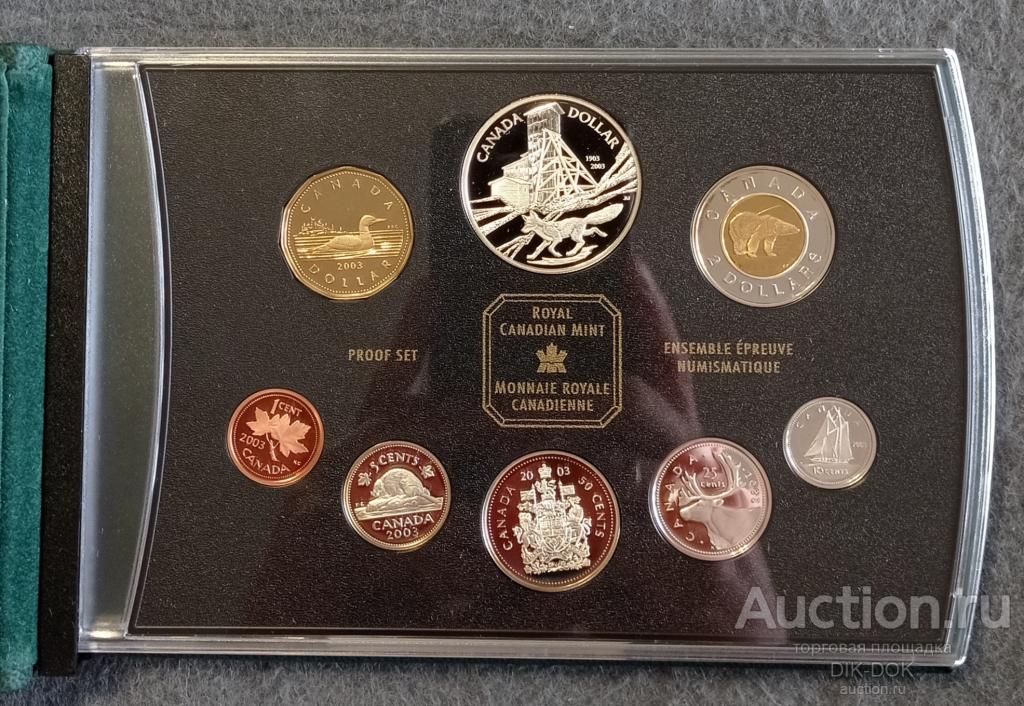 CANADA DOLLAR
1903
2003
CANADA
2003
DOLLAR
CANADA
2 DOLLARS
ROYAL
CANADIAN MINT
MONNAIE ROYALE
CANADIENNE
PROOF SET
ENSEMBLE ÉPREUVE
NUMISMATIQUE
1 CENT
2003
CANADA
5 CENTS
CANADA
2003
2003
CANADA 50 CENTS
CANADA
25
Cents
CANADA
2003
10 CENTS
Auction.ru
торговая площадка
DIK-DOK
auction.ru